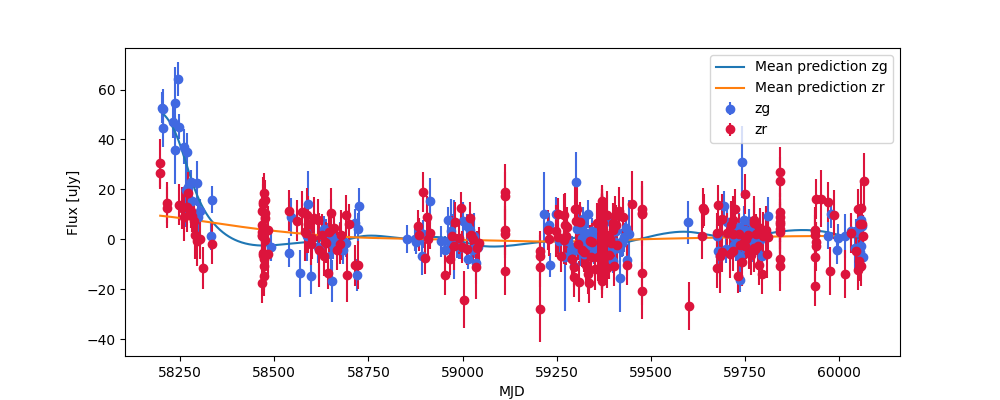 Flux [uJy]
60
40
20
0
−20
−40
58250
58500
58750
59000
59250
59500
59750
60000
MJD
Mean prediction zg
Mean prediction zr
zg
zr